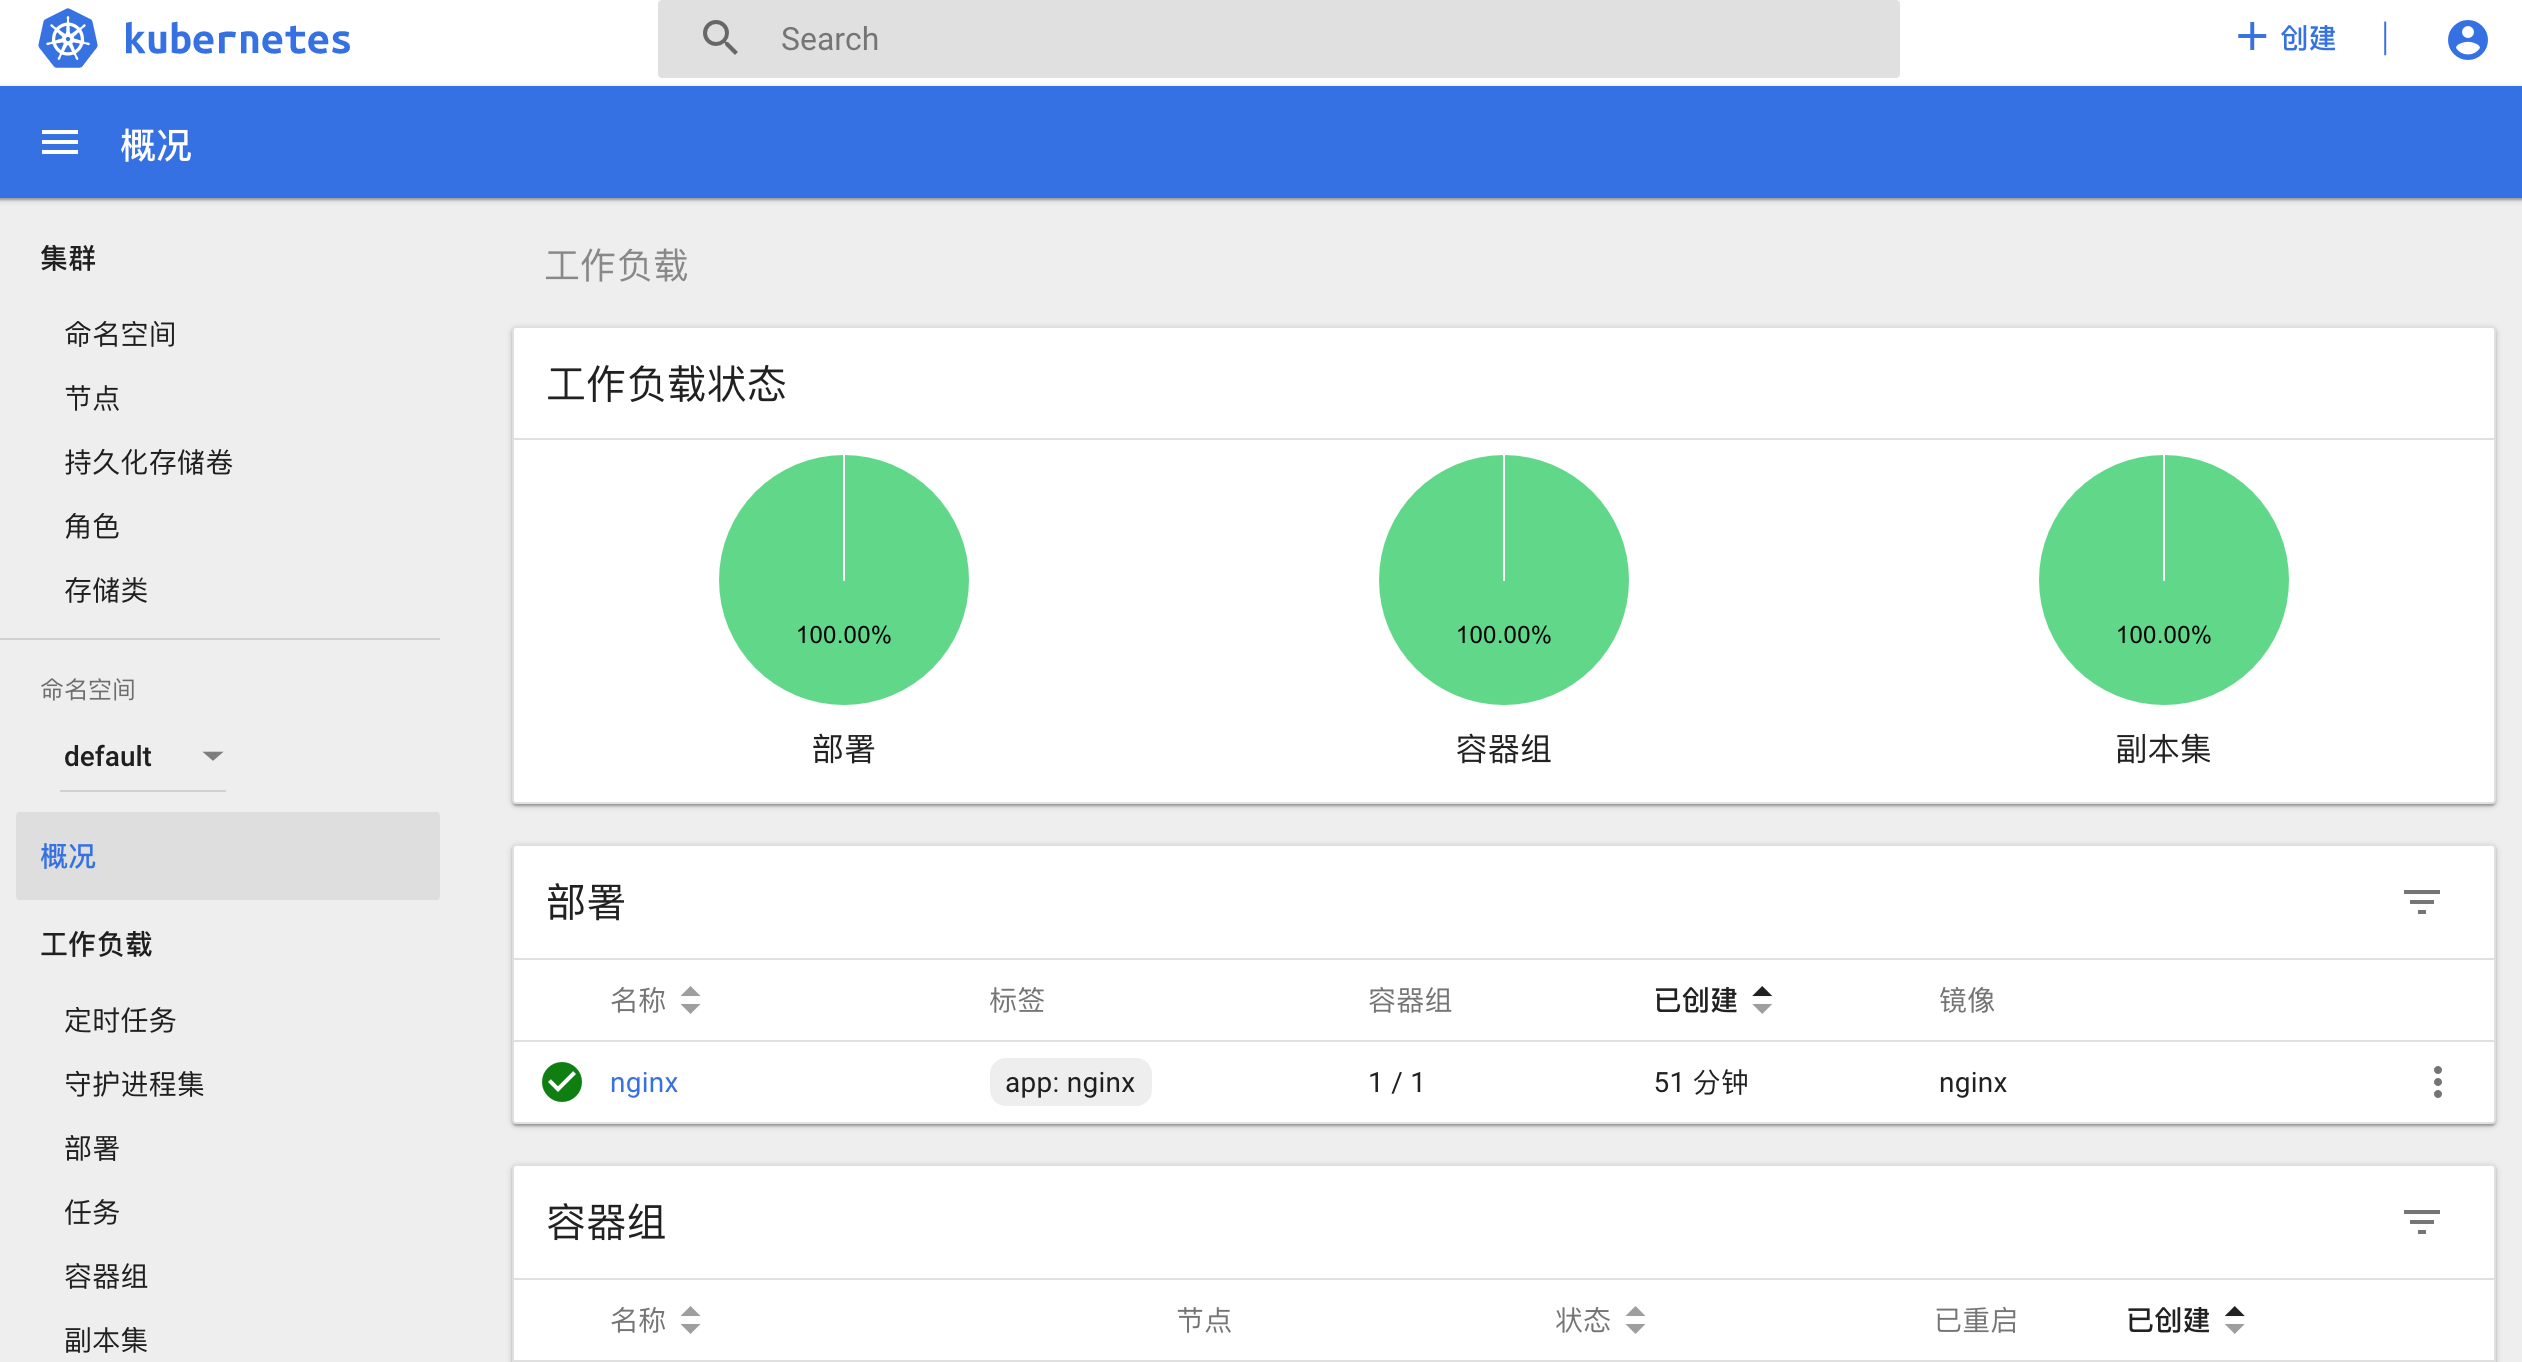 kubernetes
Search
创建
概况
集群
命名空间
节点
持久化存储卷
角色
存储类
命名空间
default
概况
工作负载
定时任务
守护进程集
部署
任务
容器组
副本集
工作负载
工作负载状态
100.00%
100.00%
100.00%
部署
容器组
副本集
部署
名称 标签 容器组 已创建 镜像
nginx app: nginx 1 / 1 51 分钟 nginx
容器组
名称 节点 状态 已重启 已创建